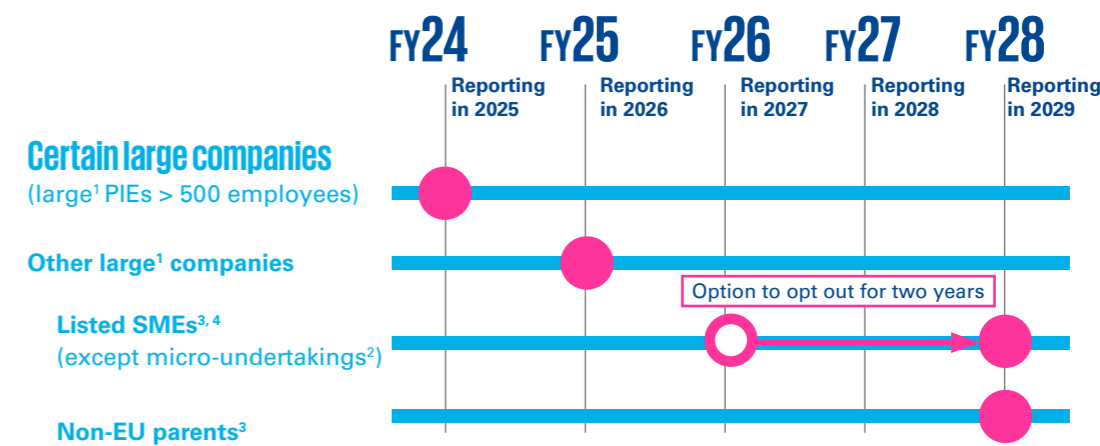 FY24 FY25 FY26 FY27 FY28
Reporting in 2025
Reporting in 2026
Reporting in 2027
Reporting in 2028
Reporting in 2029
Certain large companies
(large¹ PIEs > 500 employees)
Other large¹ companies
Option to opt out for two years
Listed SMEs³,⁴
(except micro-undertakings²)
Non-EU parents³